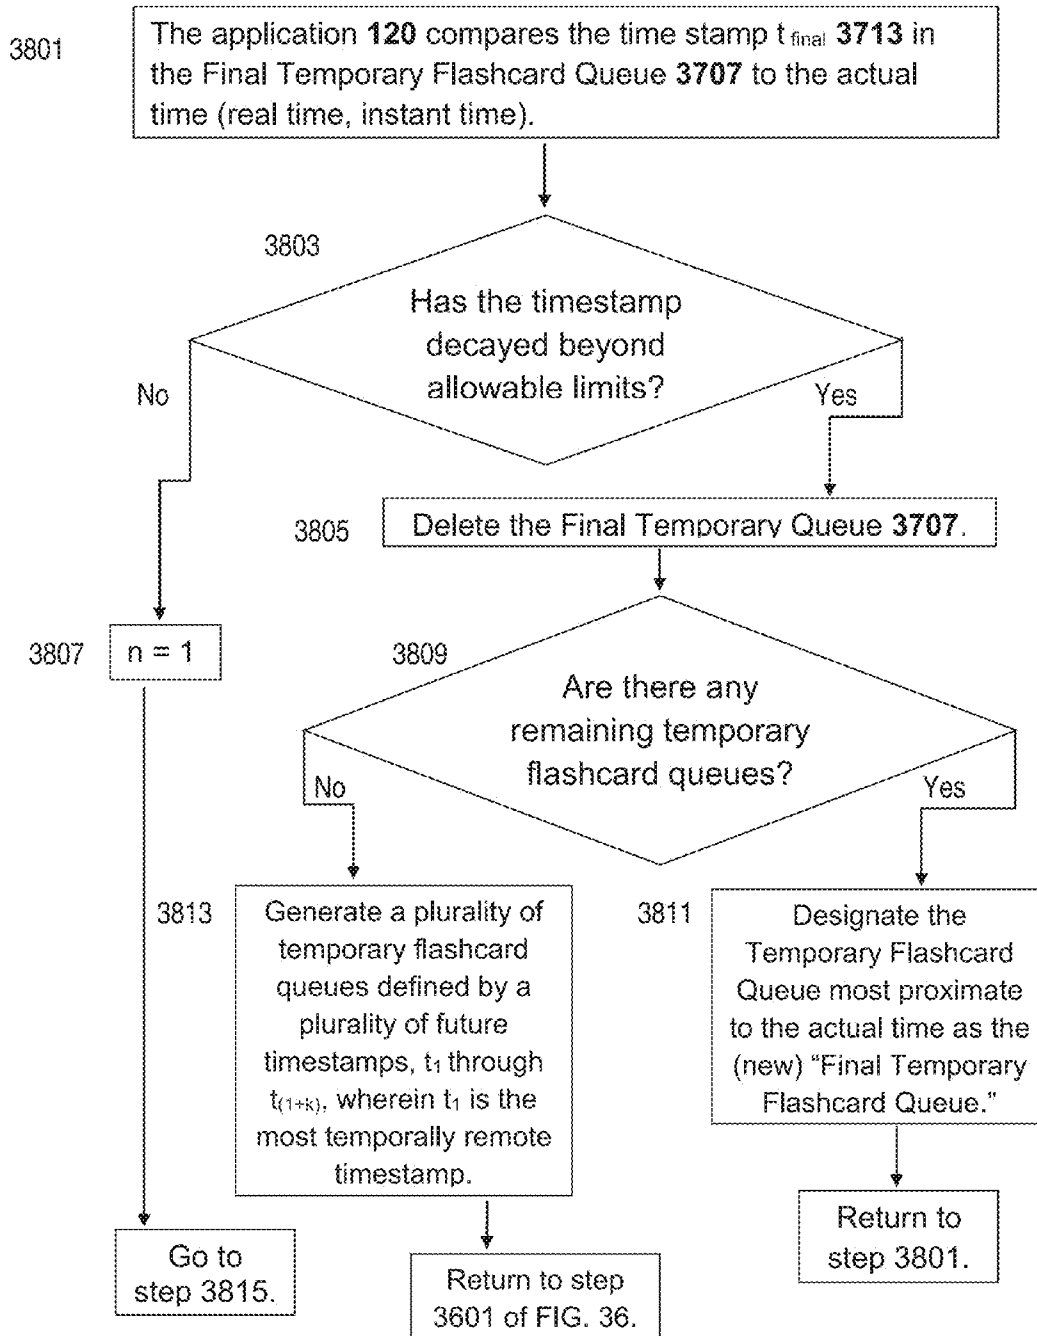 3801
The application 120 compares the time stamp t final 3713 in
the Final Temporary Flashcard Queue 3707 to the actual
time (real time, instant time).
3803
Has the timestamp
decayed beyond
allowable limits?
No
Yes
3805
Delete the Final Temporary Queue 3707.
3807
n = 1
3809
Are there any
remaining temporary
flashcard queues?
No
Yes
3813
Generate a plurality of
temporary flashcard
queues defined by a
plurality of future
timestamps, t1 through
t(1+k), wherein t1 is the
most temporally remote
timestamp.
3811
Designate the
Temporary Flashcard
Queue most proximate
to the actual time as the
(new) “Final Temporary
Flashcard Queue.”
Go to
step 3815.
Return to step
3601 of FIG. 36.
Return to
step 3801.